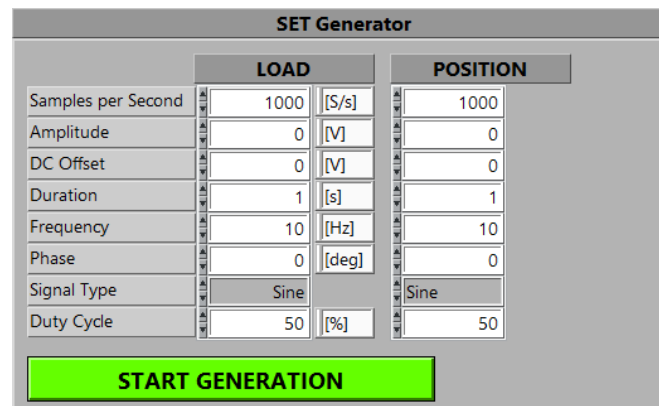 SET Generator
LOAD POSITION
Samples per Second 1000 [S/s] 1000
Amplitude 0 [V] 0
DC Offset 0 [V] 0
Duration 1 [s] 1
Frequency 10 [Hz] 10
Phase 0 [deg] 0
Signal Type Sine Sine
Duty Cycle 50 [%] 50
START GENERATION